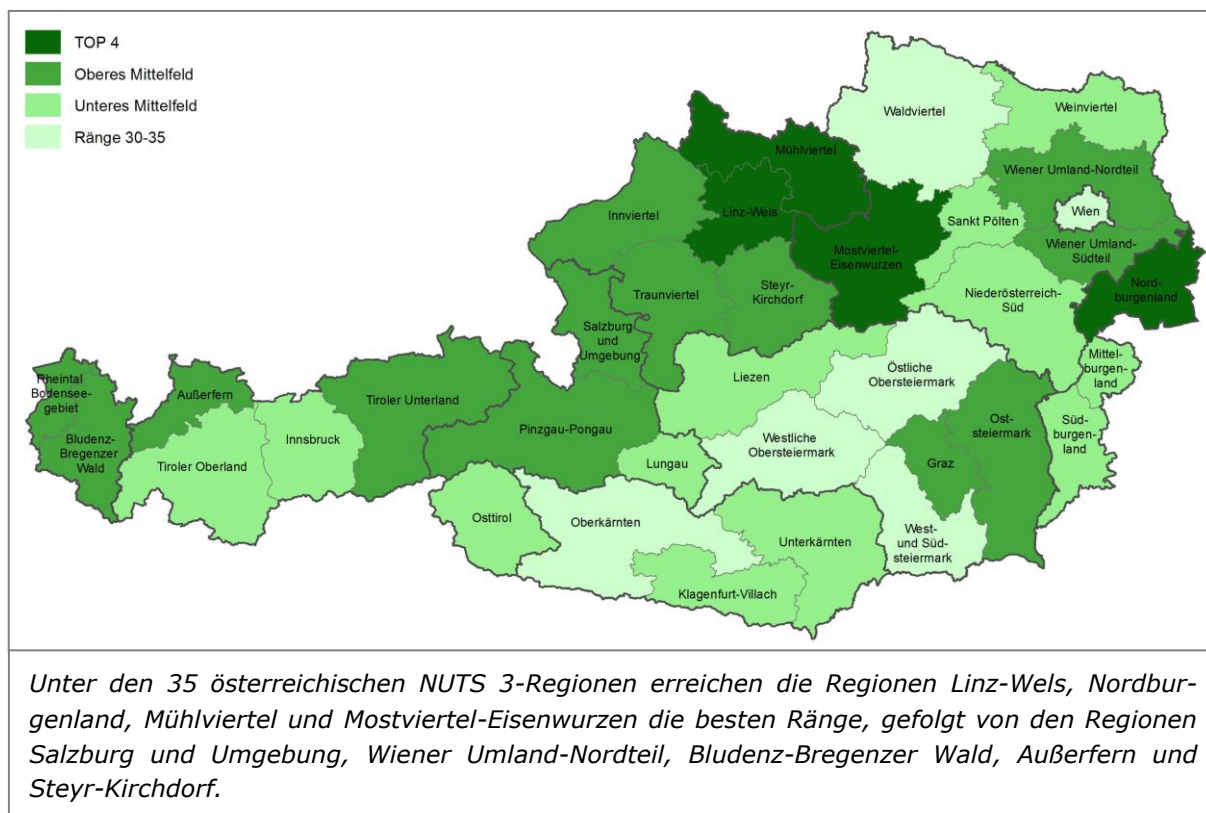 TOP 4
Oberes Mittelfeld
Unteres Mittelfeld
Ränge 30-35
Waldviertel
Weinviertel
Mühlviertel
Wiener Umland-Nordteil
Innviertel
Linz-Wels
Sankt Pölten
Wien
Mostviertel-
Eisenwurzen
Wiener Umland-
Südteil
Nord-
burgenland
Traunviertel
Steyr-
Kirchdorf
Niederösterreich-
Süd
Salzburg
und
Umgebung
Mittel-
burgen-
land
Rheintal
Bodensee-
gebiet
Außerfern
Tiroler Unterland
Liezen
Östliche
Obersteiermark
Bludenz-
Bregenzer
Wald
Innsbruck
Pinzgau-Pongau
Westliche
Obersteiermark
Ost-
steiermark
Süd-
burgen-
land
Tiroler Oberland
Lungau
Graz
Osttirol
Oberkärnten
Unterkärnten
West-
und Süd-
steiermark
Klagenfurt-Villach
Unter den 35 österreichischen NUTS 3-Regionen erreichen die Regionen Linz-Wels, Nordbur-
genland, Mühlviertel und Mostviertel-Eisenwurzen die besten Ränge, gefolgt von den Regionen
Salzburg und Umgebung, Wiener Umland-Nordteil, Bludenz-Bregenzer Wald, Außerfern und
Steyr-Kirchdorf.